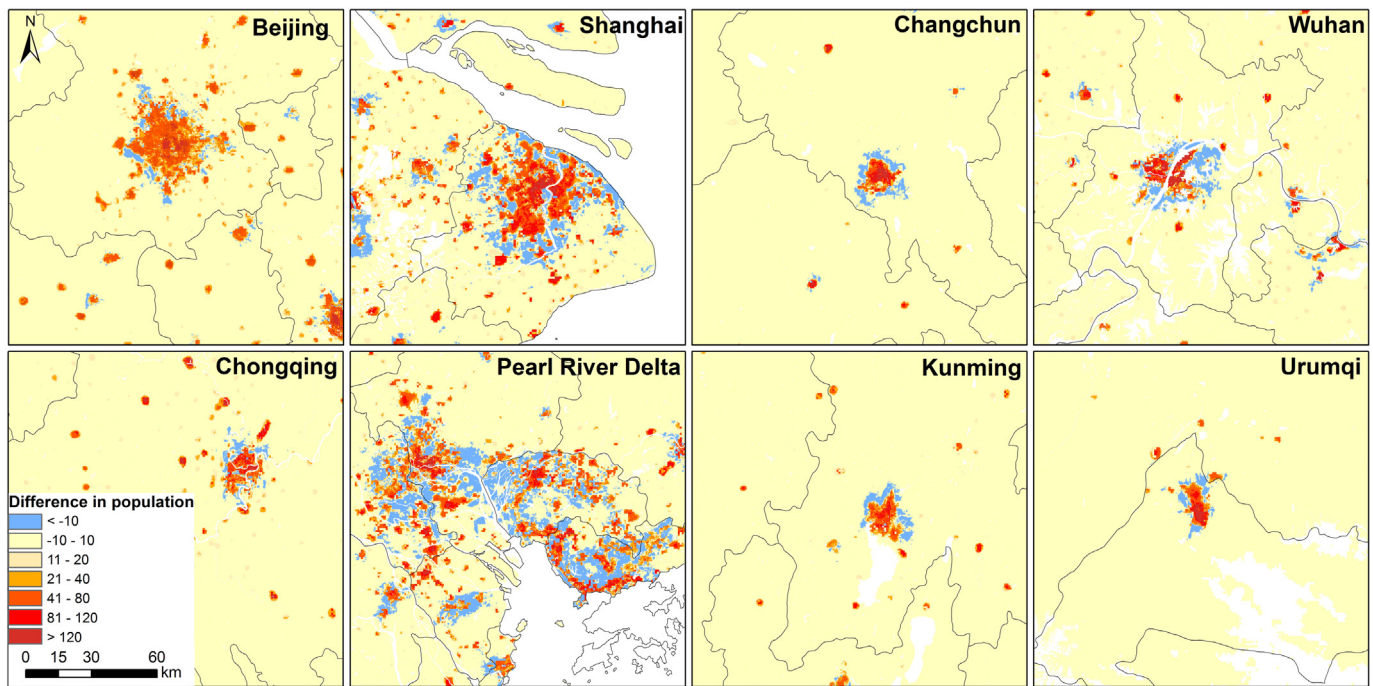 N
Beijing
Shanghai
Changchun
Wuhan
Chongqing
Pearl River Delta
Kunming
Urumqi
Difference in population
< -10
-10 - 10
11 - 20
21 - 40
41 - 80
81 - 120
> 120
0 15 30 60
km